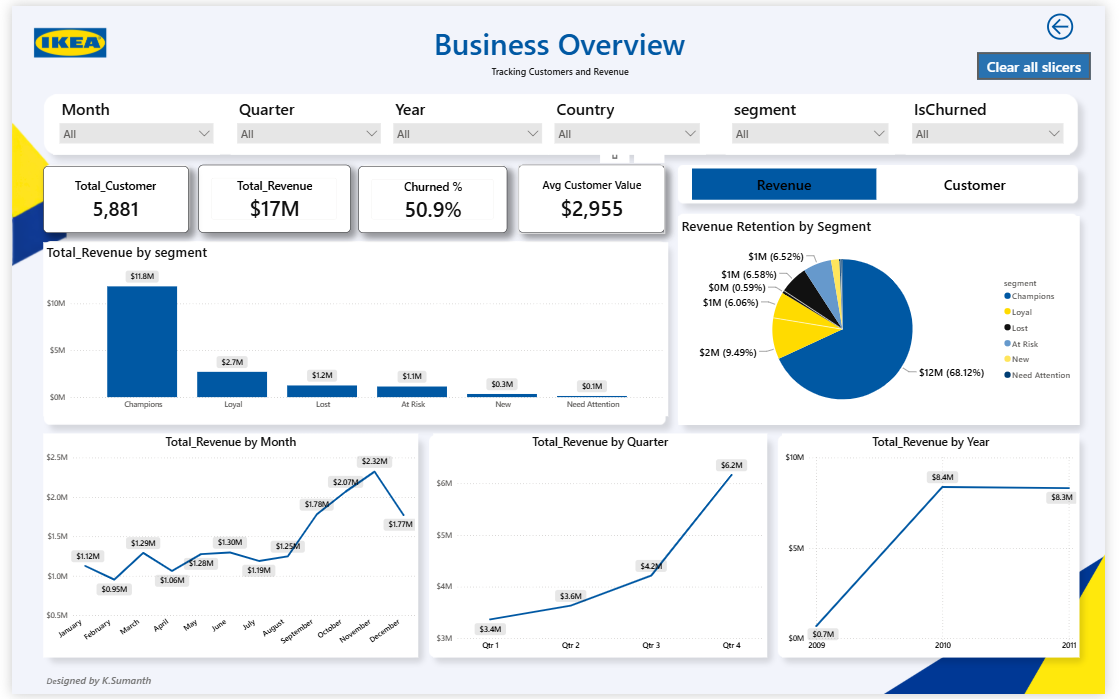 IKEA
Business Overview
Tracking Customers and Revenue
Clear all slicers
Month
All
Quarter
All
Year
All
Country
All
segment
All
IsChurned
All
Total_Customer
5,881
Total_Revenue
$17M
Churned %
50.9%
Avg Customer Value
$2,955
Revenue
Customer
Total_Revenue by segment
$10M
$5M
$0M
$11.8M
$2.7M
$1.2M
$1.1M
$0.3M
$0.1M
Champions
Loyal
Lost
At Risk
New
Need Attention
Revenue Retention by Segment
$1M (6.52%)
$1M (6.58%)
$0M (0.59%)
$1M (6.06%)
$2M (9.49%)
$12M (68.12%)
segment
Champions
Loyal
Lost
At Risk
New
Need Attention
Total_Revenue by Month
$2.5M
$2.0M
$1.5M
$1.0M
$0.5M
$1.12M
$0.95M
$1.29M
$1.06M
$1.28M
$1.30M
$1.19M
$1.25M
$1.78M
$2.07M
$2.32M
$1.77M
January
February
March
April
May
June
July
August
September
October
November
December
Total_Revenue by Quarter
$6M
$5M
$4M
$3M
$3.4M
$3.6M
$4.2M
$6.2M
Qtr 1
Qtr 2
Qtr 3
Qtr 4
Total_Revenue by Year
$10M
$5M
$0M
$0.7M
$8.4M
$8.3M
2009
2010
2011
Designed by K.Sumanth